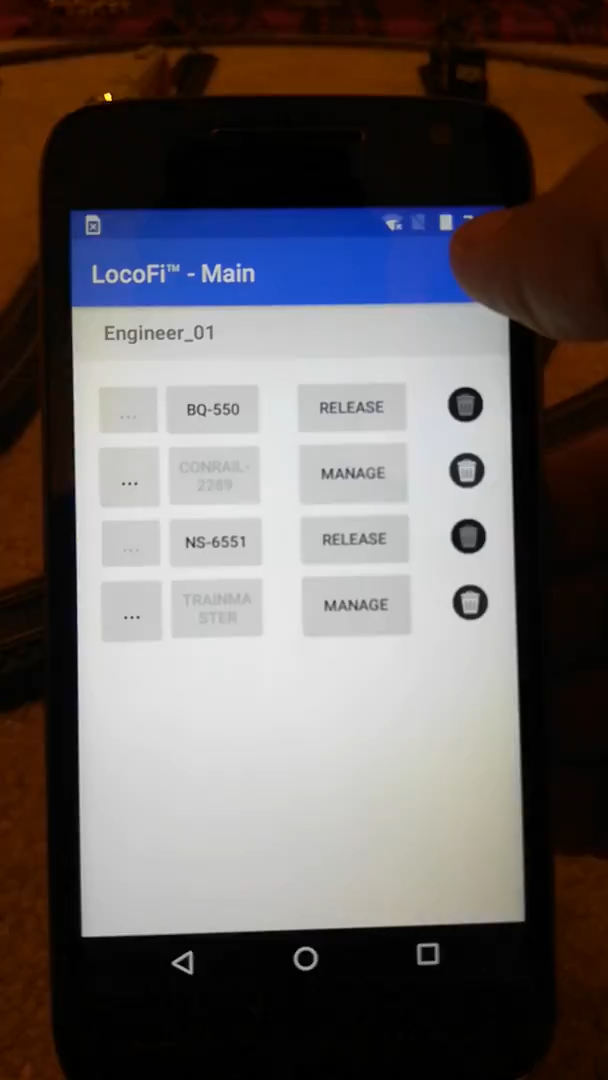 LocoFi™ - Main
Engineer_01
... BQ-550 RELEASE
... CONRAIL-
2289 MANAGE
... NS-6551 RELEASE
... TRAINMA
STER MANAGE